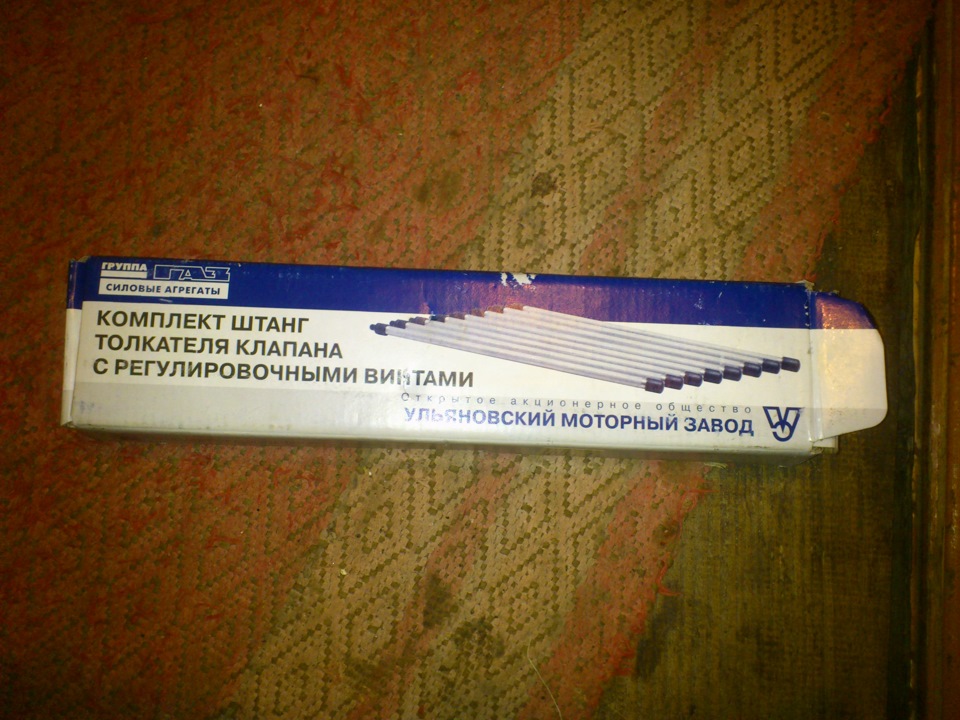 ГРУППА ГАЗ
СИЛОВЫЕ АГРЕГАТЫ
КОМПЛЕКТ ШТАНГ
ТОЛКАТЕЛЯ КЛАПАНА
С РЕГУЛИРОВОЧНЫМИ ВИНТАМИ
Открытое акционерное общество
УЛЬЯНОВСКИЙ МОТОРНЫЙ ЗАВОД